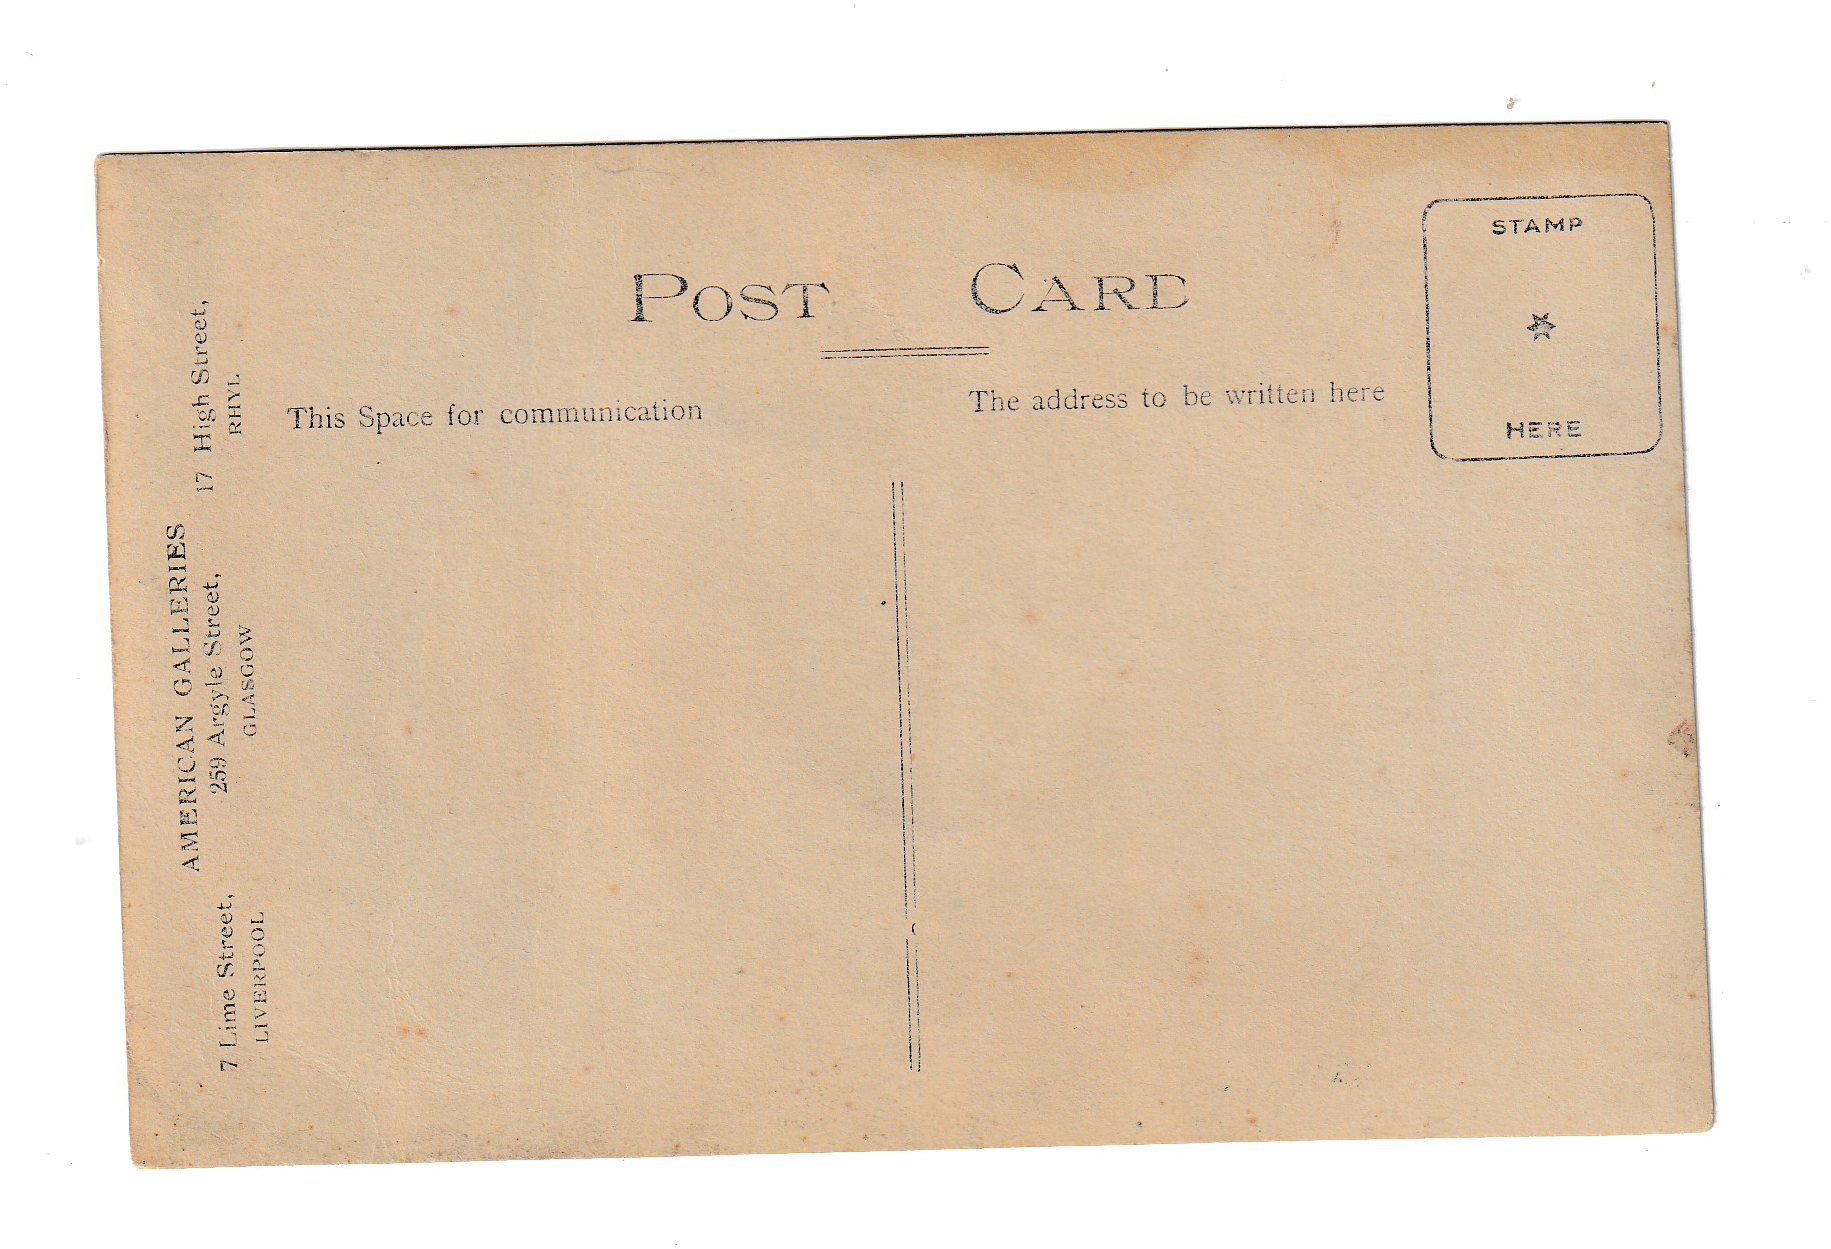 POST CARD
STAMP
HERE
This Space for communication
The address to be written here
AMERICAN GALLERIES
7 Lime Street, 259 Argyle Street, 17 High Street,
LIVERPOOL GLASGOW RHYL